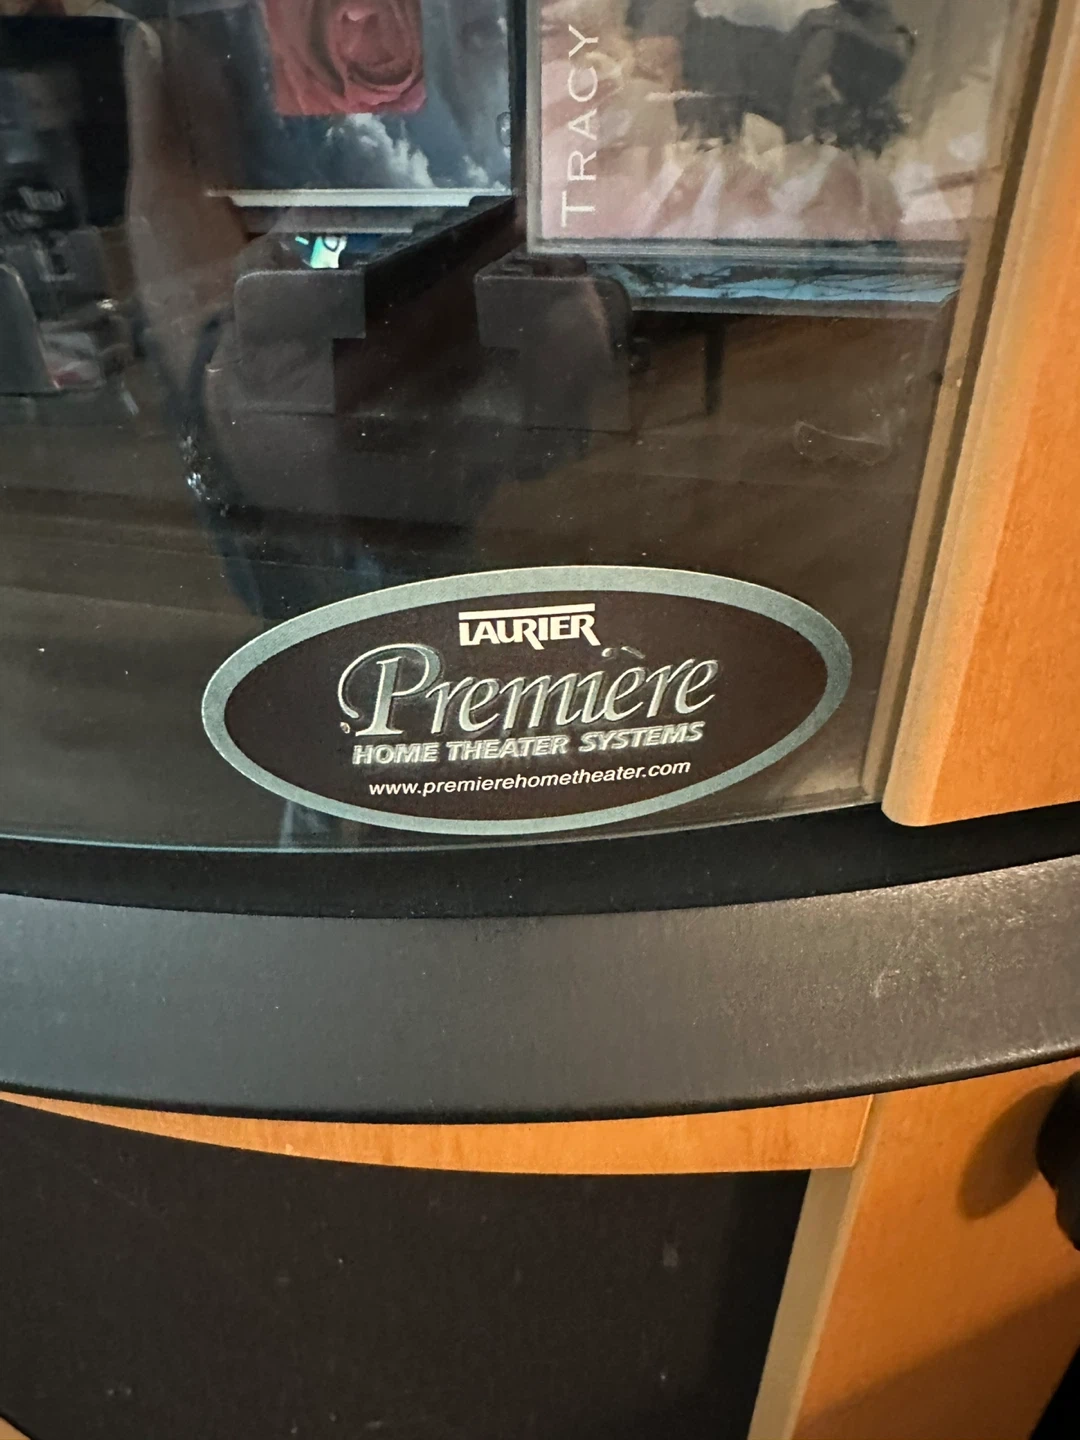 TRACY
LAURIER
Première
HOME THEATER SYSTEMS
www.premierehometheater.com